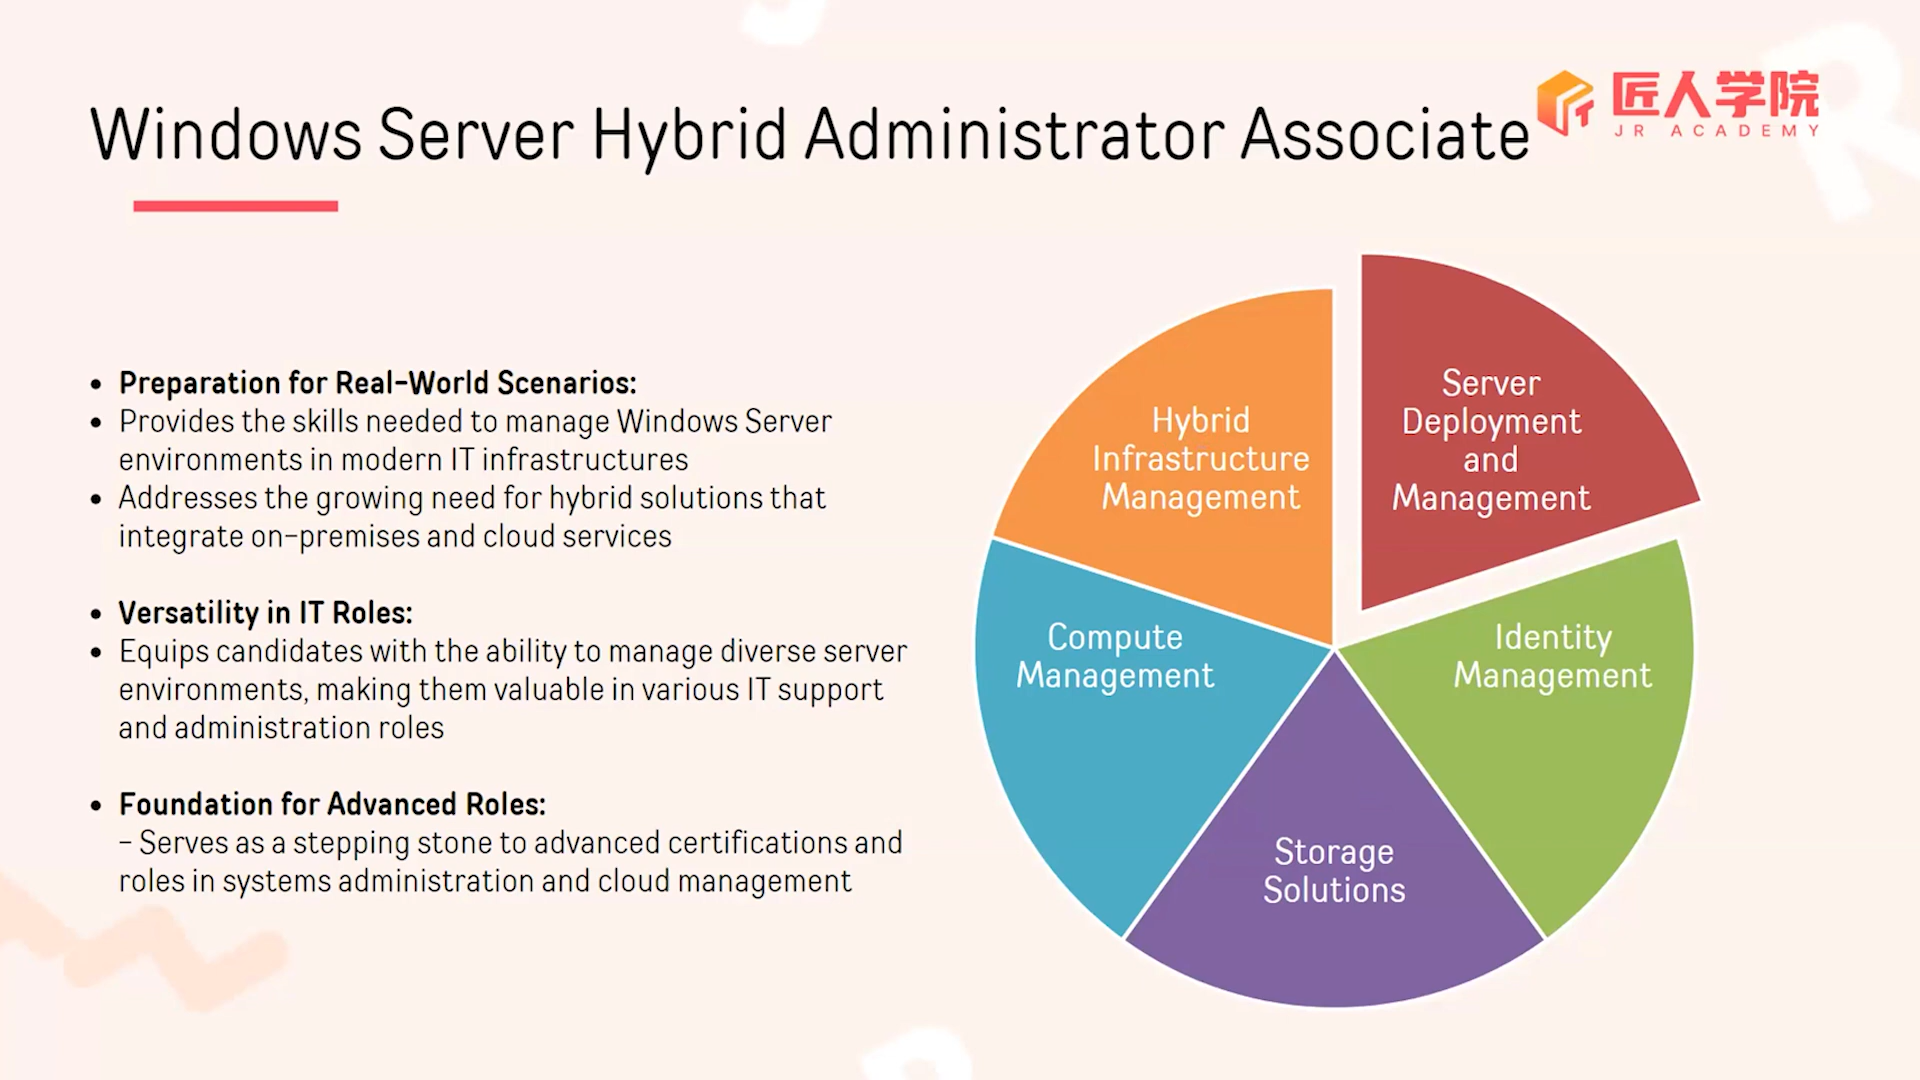 Windows Server Hybrid Administrator Associate
匠人学院
JR ACADEMY
• Preparation for Real-World Scenarios:
• Provides the skills needed to manage Windows Server
environments in modern IT infrastructures
• Addresses the growing need for hybrid solutions that
integrate on-premises and cloud services
• Versatility in IT Roles:
• Equips candidates with the ability to manage diverse server
environments, making them valuable in various IT support
and administration roles
• Foundation for Advanced Roles:
- Serves as a stepping stone to advanced certifications and
roles in systems administration and cloud management
Hybrid
Infrastructure
Management
Server
Deployment
and
Management
Compute
Management
Identity
Management
Storage
Solutions